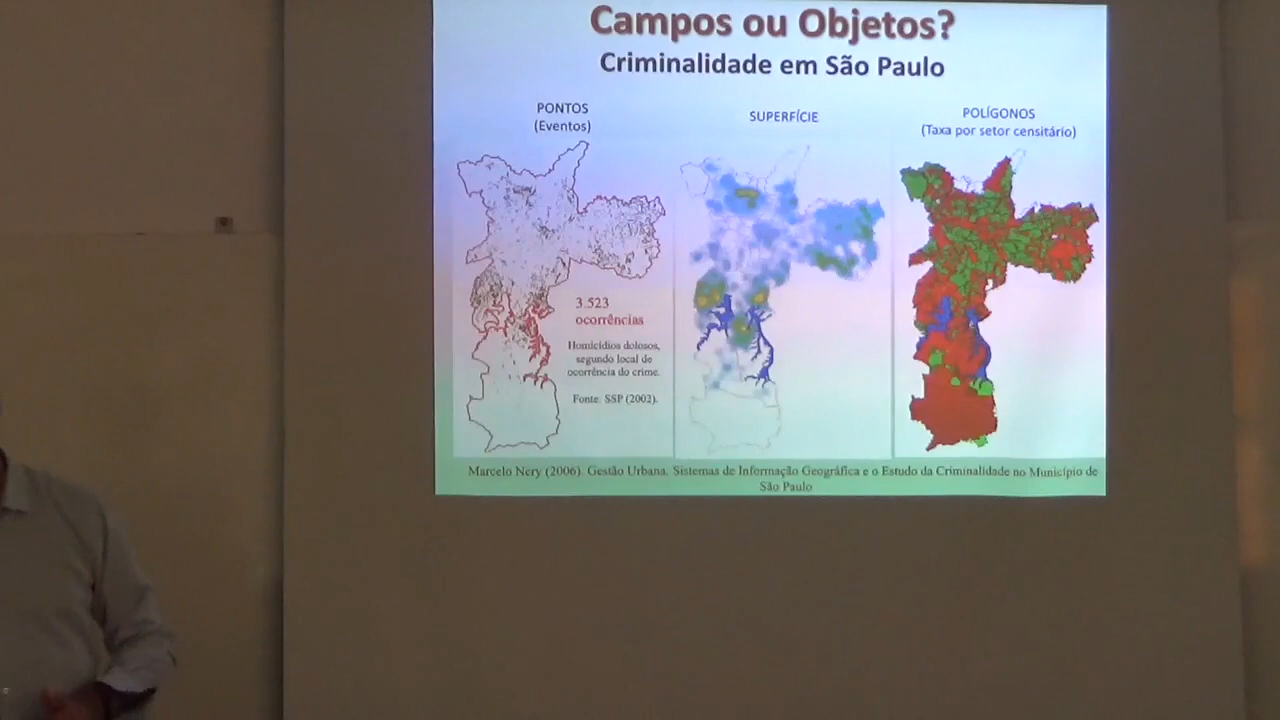 Campos ou Objetos?
Criminalidade em São Paulo
PONTOS
(Eventos)
SUPERFÍCIE
POLÍGONOS
(Taxa por setor censitário)
3.523
ocorrências
Homicídios dolosos,
segundo local de
ocorrência do crime.
Fonte: SSP (2002).
Marcelo Nery (2006). Gestão Urbana, Sistemas de Informação Geográfica e o Estudo da Criminalidade no Município de
São Paulo